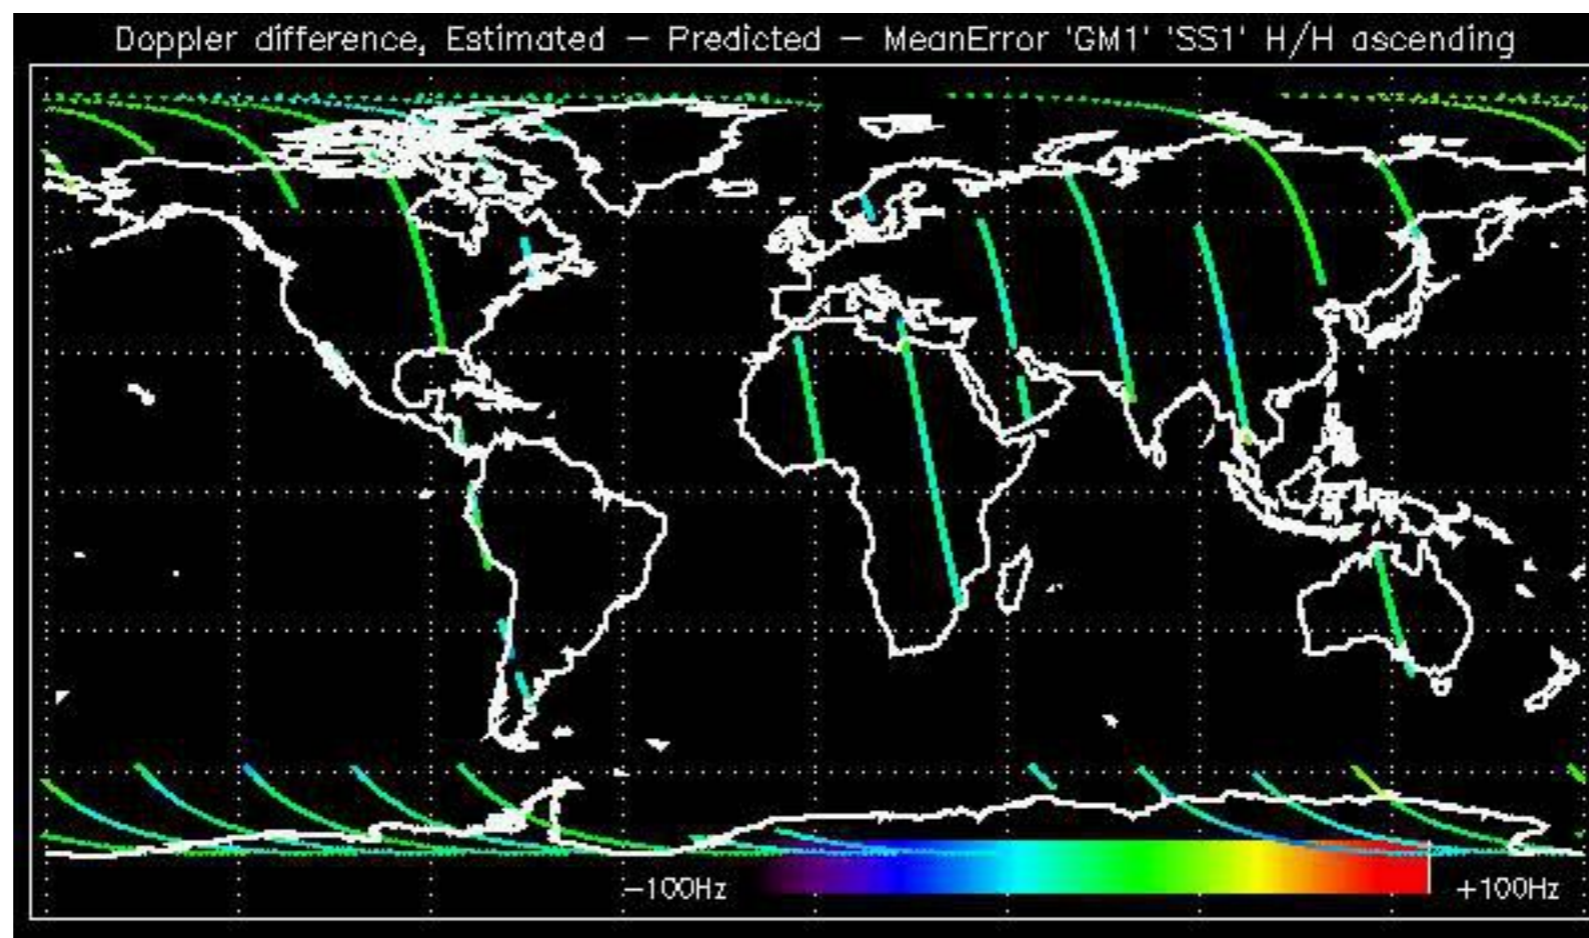 Doppler difference, Estimated – Predicted – MeanError 'GM1' 'SS1' H/H ascending
–100Hz
+100Hz